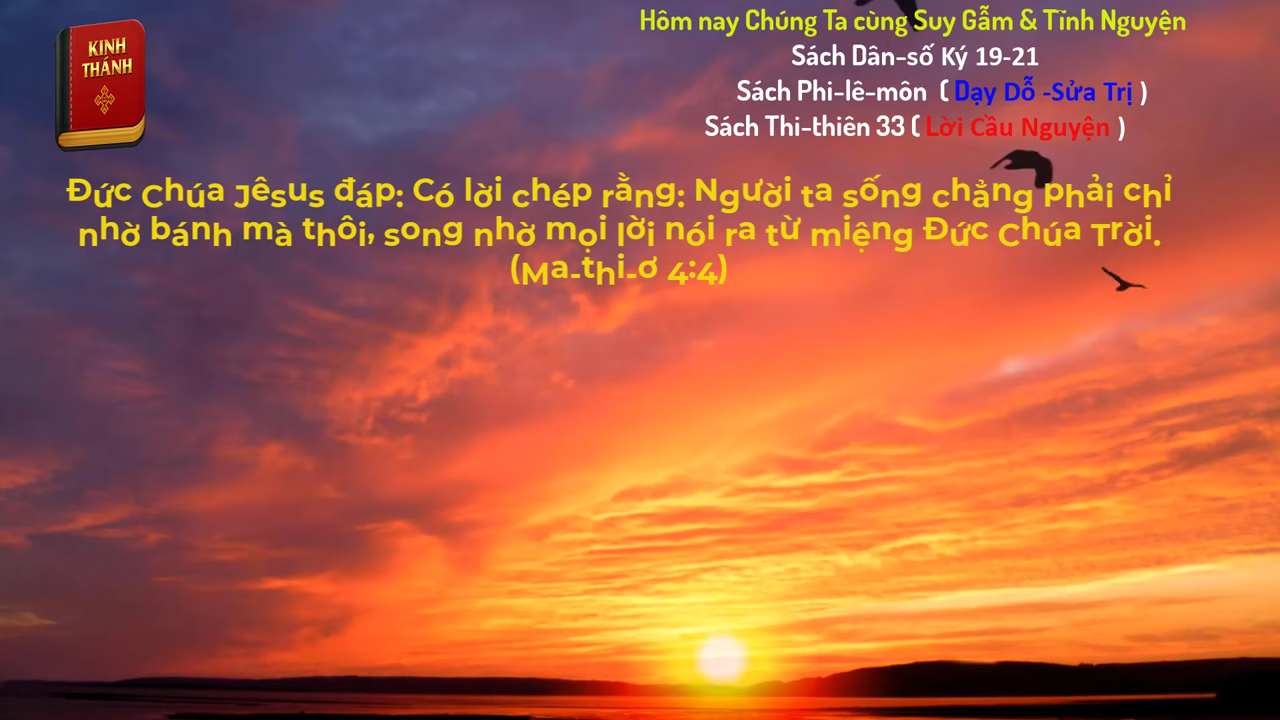 KINH
THÁNH
Hôm nay Chúng Ta cùng Suy Gẫm & Tĩnh Nguyện
Sách Dân-số Ký 19-21
Sách Phi-lê-môn ( Dạy Dỗ -Sửa Trị )
Sách Thi-thiên 33 ( Lời Cầu Nguyện )
Đức Chúa Jêsus đáp: Có lời chép rằng: Người ta sống chẳng phải chỉ
nhờ bánh mà thôi, song nhờ mọi lời nói ra từ miệng Đức Chúa Trời.
(Ma-thi-ơ 4:4)